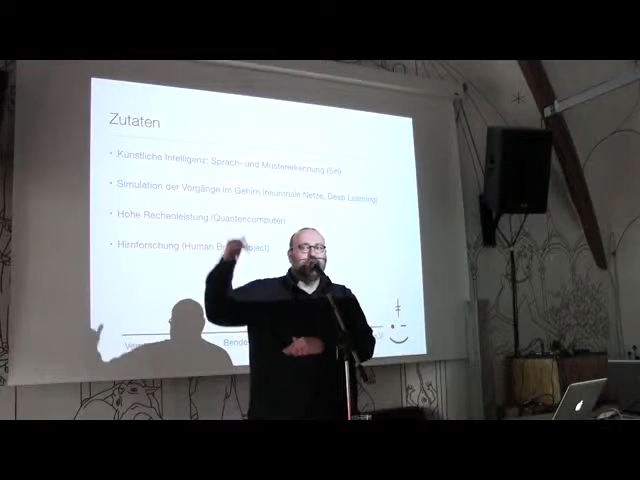 Zutaten
• Künstliche Intelligenz: Sprach- und Mustererkennung (Siri)
• Simulation der Vorgänge im Gehirn (neuronale Netze, Deep Learning)
• Hohe Rechenleistung (Quantencomputer)
• Hirnforschung (Human